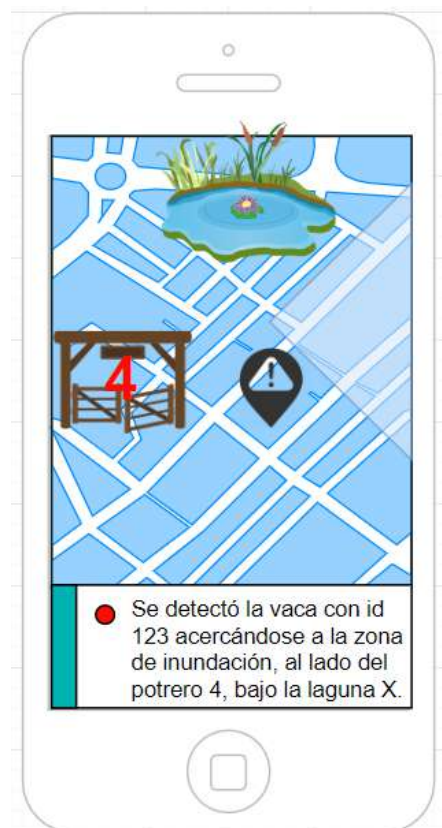 4
!
Se detectó la vaca con id
123 acercándose a la zona
de inundación, al lado del
potrero 4, bajo la laguna X.